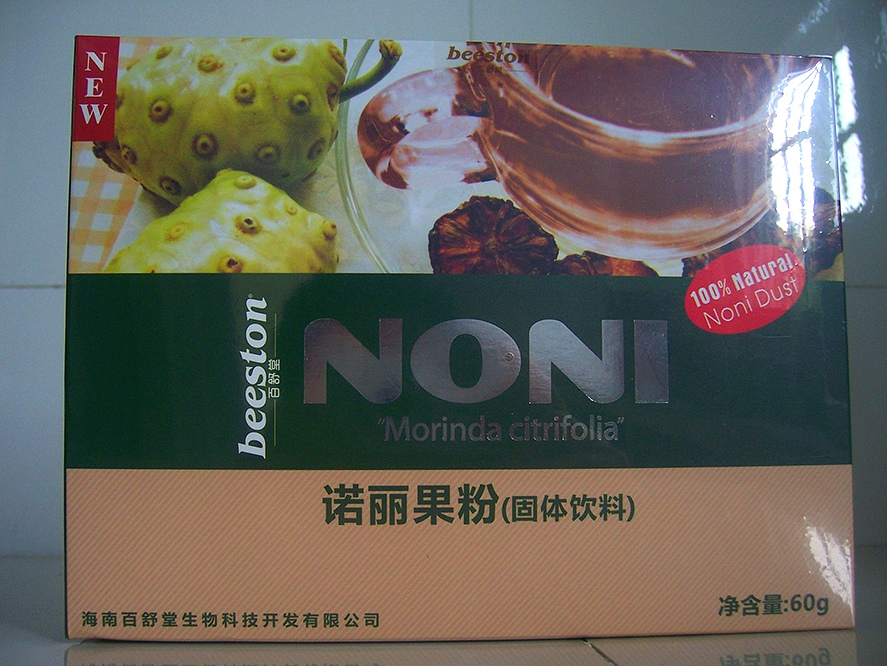 NEW
beeston
100% Natural
Noni Dust
beeston
百舒堂
NONI
"Morinda citrifolia"
诺丽果粉(固体饮料)
净含量:60g
海南百舒堂生物科技开发有限公司